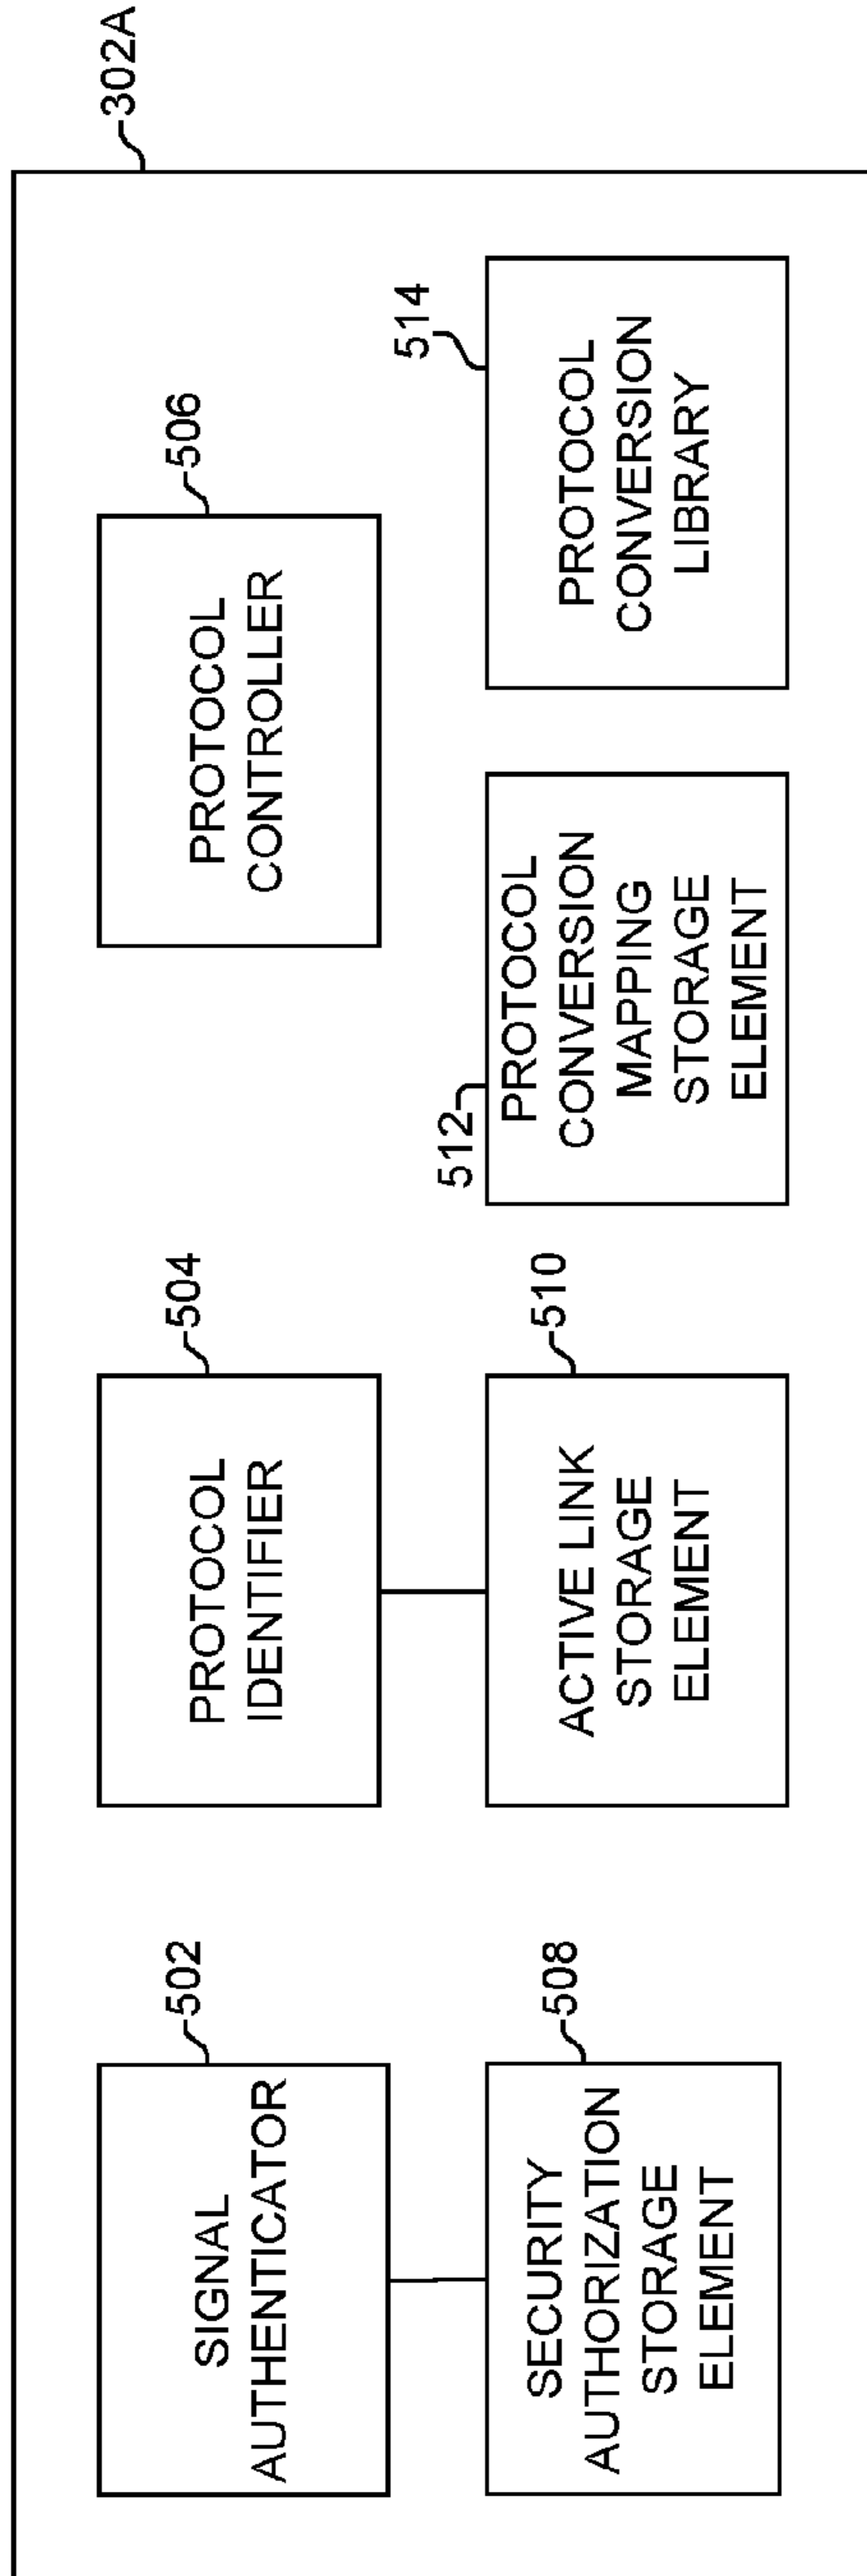 302A
502
SIGNAL
AUTHENTICATOR
504
PROTOCOL
IDENTIFIER
506
PROTOCOL
CONTROLLER
508
SECURITY
AUTHORIZATION
STORAGE
ELEMENT
510
ACTIVE LINK
STORAGE
ELEMENT
512
PROTOCOL
CONVERSION
MAPPING
STORAGE
ELEMENT
514
PROTOCOL
CONVERSION
LIBRARY